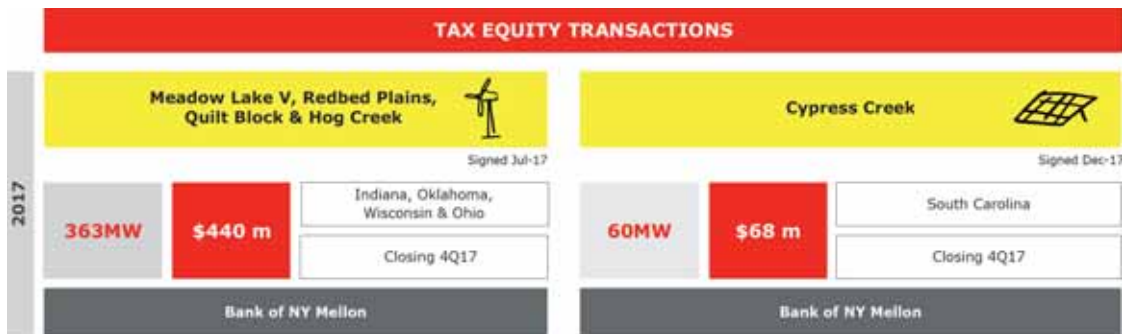 TAX EQUITY TRANSACTIONS
2017
Meadow Lake V, Redbed Plains,
Quilt Block & Hog Creek
Signed Jul-17
363MW
$440 m
Indiana, Oklahoma,
Wisconsin & Ohio
Closing 4Q17
Bank of NY Mellon
Cypress Creek
Signed Dec-17
60MW
$68 m
South Carolina
Closing 4Q17
Bank of NY Mellon